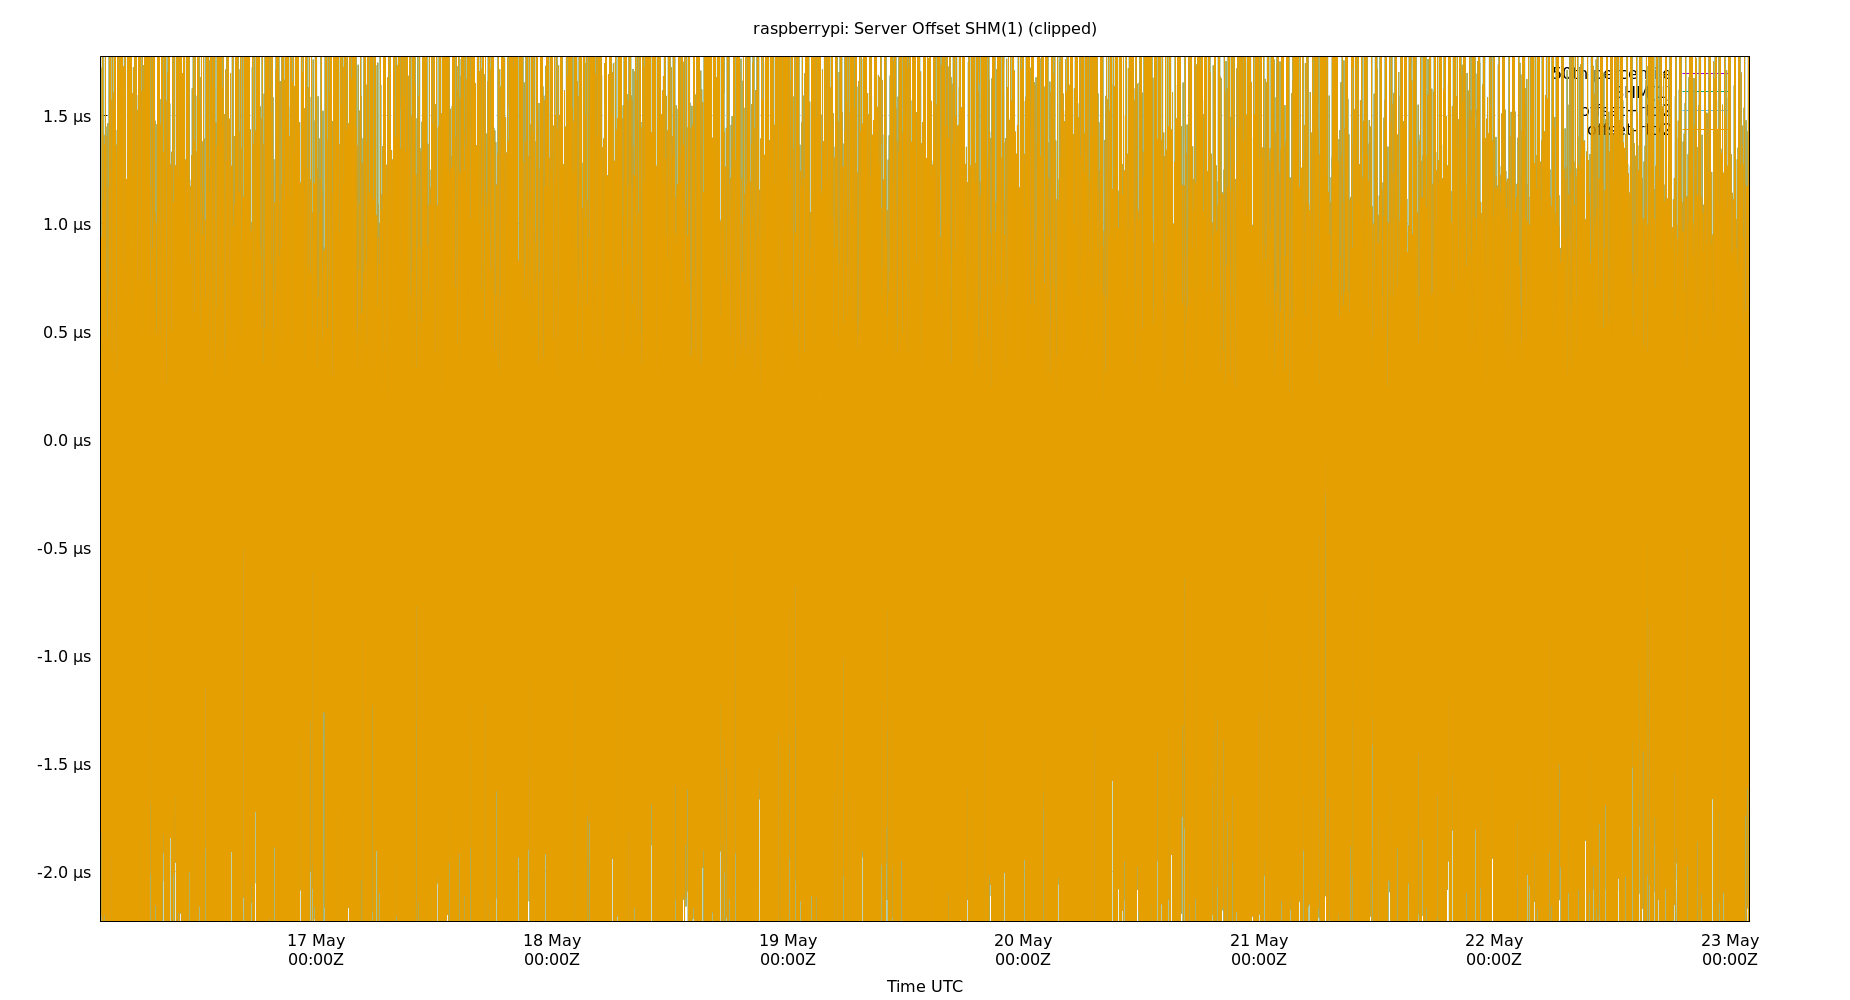 raspberrypi: Server Offset SHM(1) (clipped)
1.5 µs
1.0 µs
0.5 µs
0.0 µs
-0.5 µs
-1.0 µs
-1.5 µs
-2.0 µs
17 May 18 May 19 May 20 May 21 May 22 May 23 May
00:00Z 00:00Z 00:00Z 00:00Z 00:00Z 00:00Z 00:00Z
Time UTC